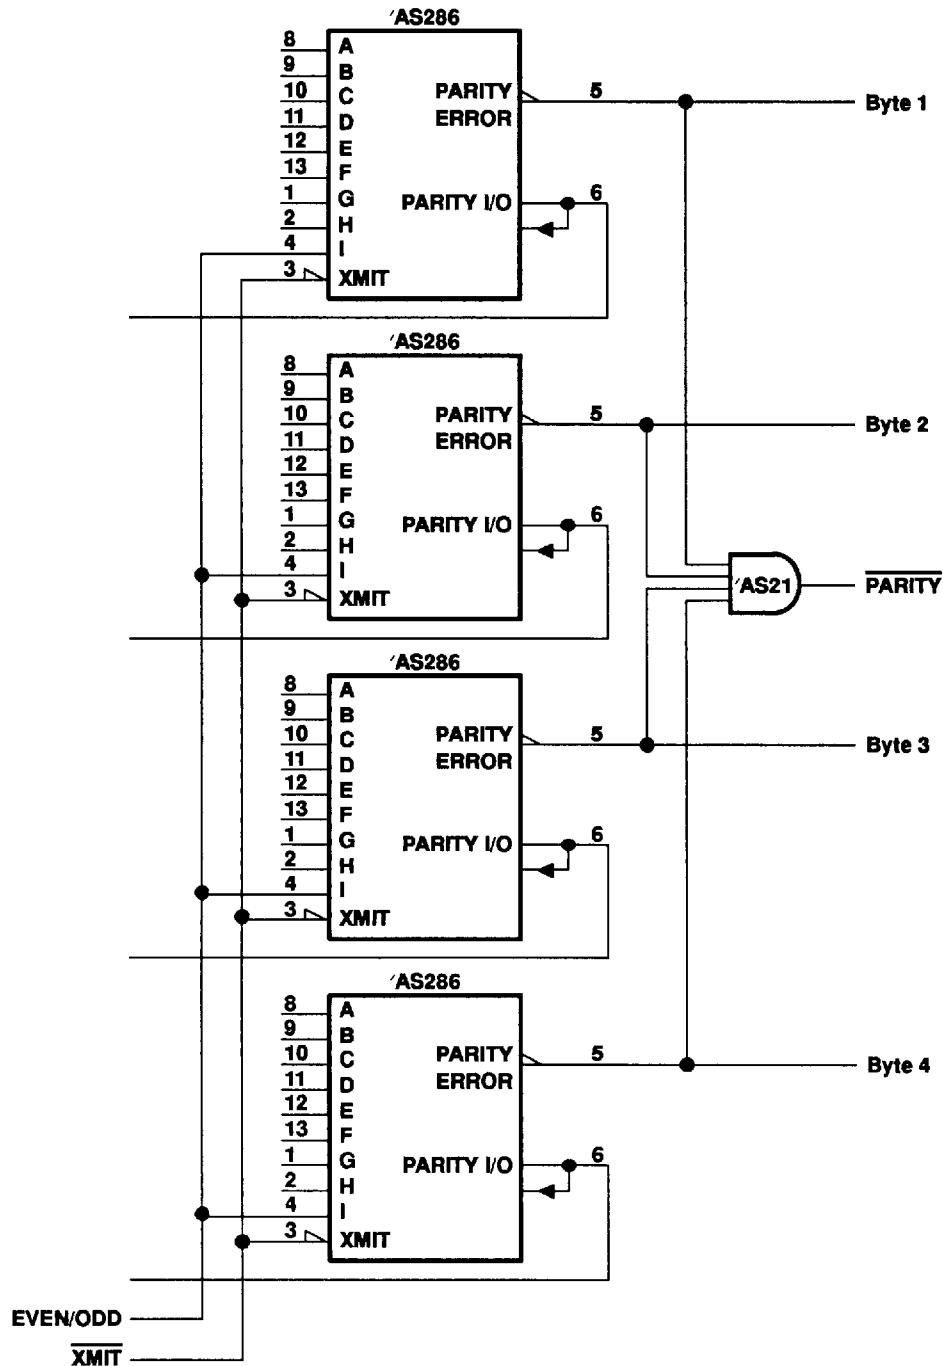 ′AS286
8 A
9 B
10 C
PARITY 5 Byte 1
11 D
ERROR
12 E
13 F
1 G
PARITY I/O 6
2 H
4 I
3 XMIT
′AS286
8 A
9 B
10 C
PARITY 5 Byte 2
11 D
ERROR
12 E
13 F
1 G
PARITY I/O 6
2 H
4 I
3 XMIT
′AS21 PARITY
′AS286
8 A
9 B
10 C
PARITY 5 Byte 3
11 D
ERROR
12 E
13 F
1 G
PARITY I/O 6
2 H
4 I
3 XMIT
′AS286
8 A
9 B
10 C
PARITY 5 Byte 4
11 D
ERROR
12 E
13 F
1 G
PARITY I/O 6
2 H
4 I
3 XMIT
EVEN/ODD
XMIT